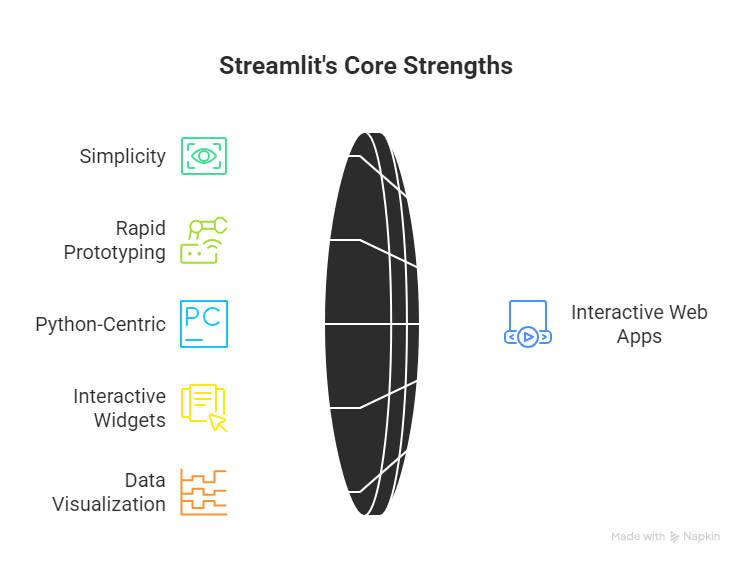 Streamlit's Core Strengths
Simplicity
Rapid
Prototyping
PC
Python-Centric
Interactive
Widgets
Data
Visualization
Interactive Web
Apps
Made with Napkin